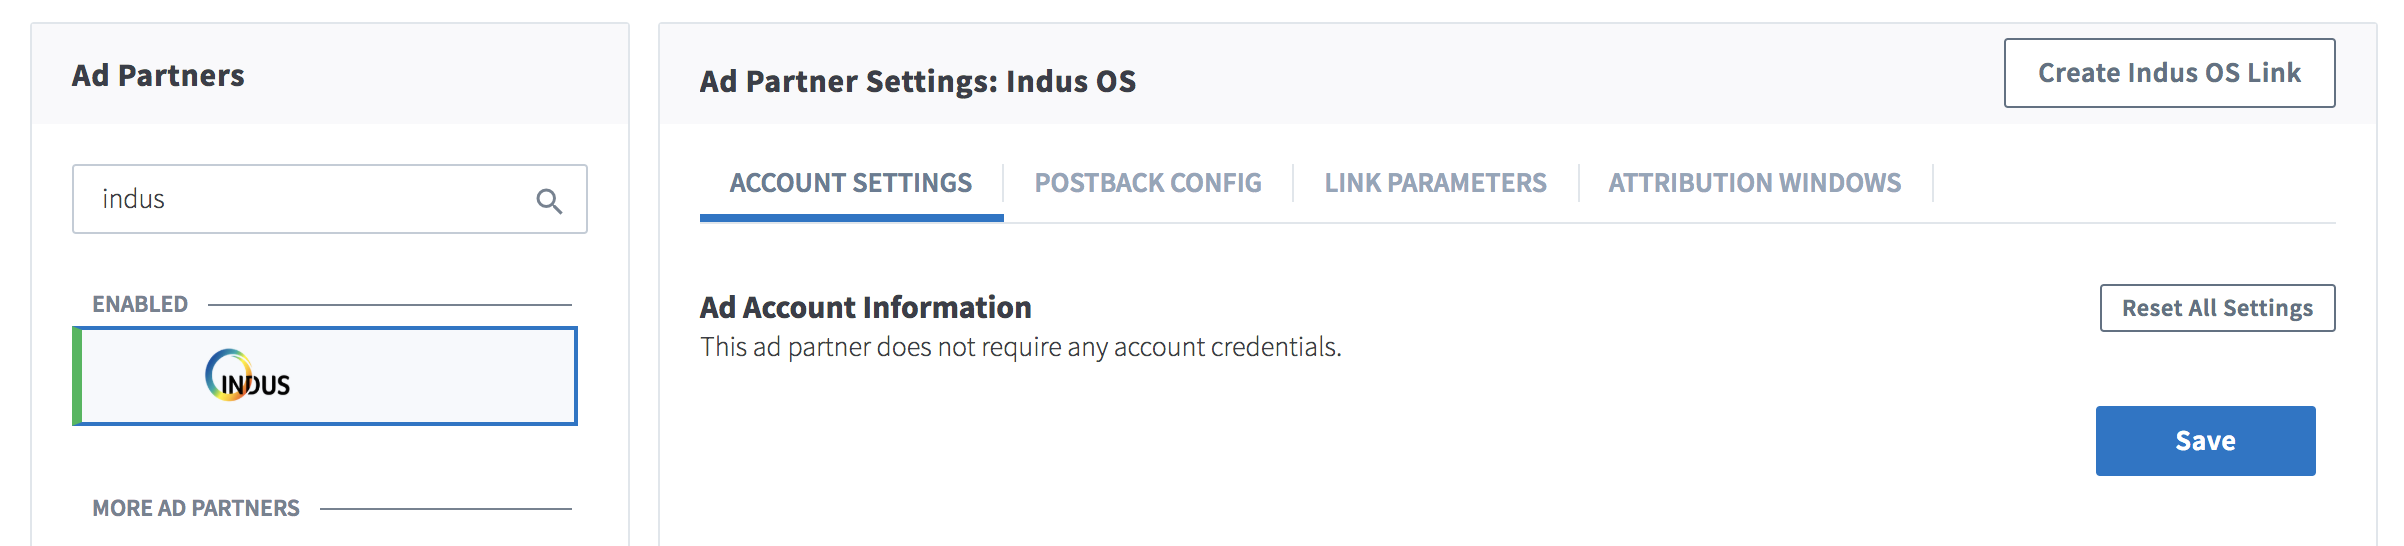 Ad Partners
indus
ENABLED
INDUS
MORE AD PARTNERS
Ad Partner Settings: Indus OS
Create Indus OS Link
ACCOUNT SETTINGS
POSTBACK CONFIG
LINK PARAMETERS
ATTRIBUTION WINDOWS
Ad Account Information
Reset All Settings
This ad partner does not require any account credentials.
Save